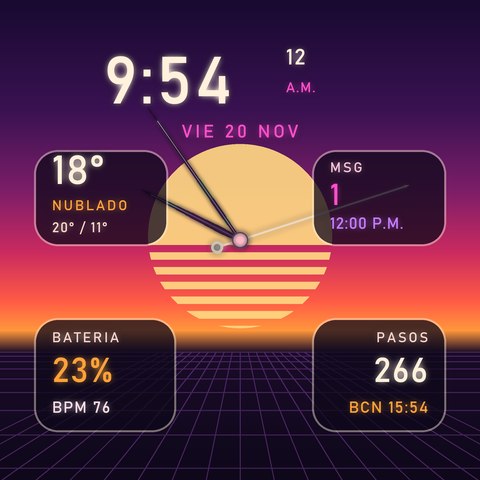 9:54
12
A.M.
VIE 20 NOV
18°
NUBLADO
20° / 11°
MSG
1
12:00 P.M.
BATERIA
23%
BPM 76
PASOS
266
BCN 15:54